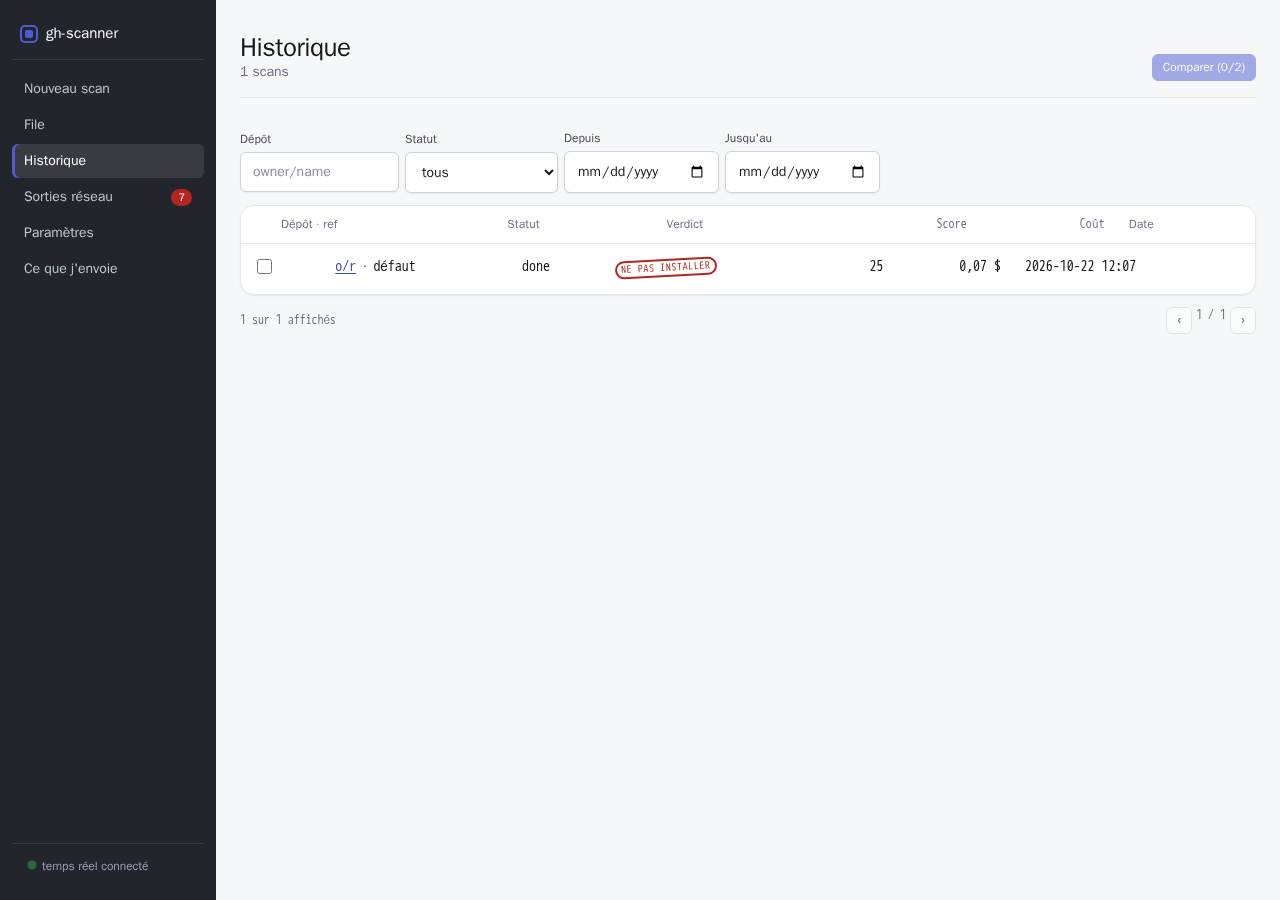 gh-scanner
Nouveau scan
File
Historique
Sorties réseau 7
Paramètres
Ce que j'envoie
temps réel connecté
Historique
1 scans
Comparer (0/2)
Dépôt Statut Depuis Jusqu'au
owner/name tous mm/dd/yyyy mm/dd/yyyy
Dépôt · ref Statut Verdict Score Coût Date
o/r · défaut done NE PAS INSTALLER 25 0,07 $ 2026-10-22 12:07
1 sur 1 affichés ‹ 1 / 1 ›